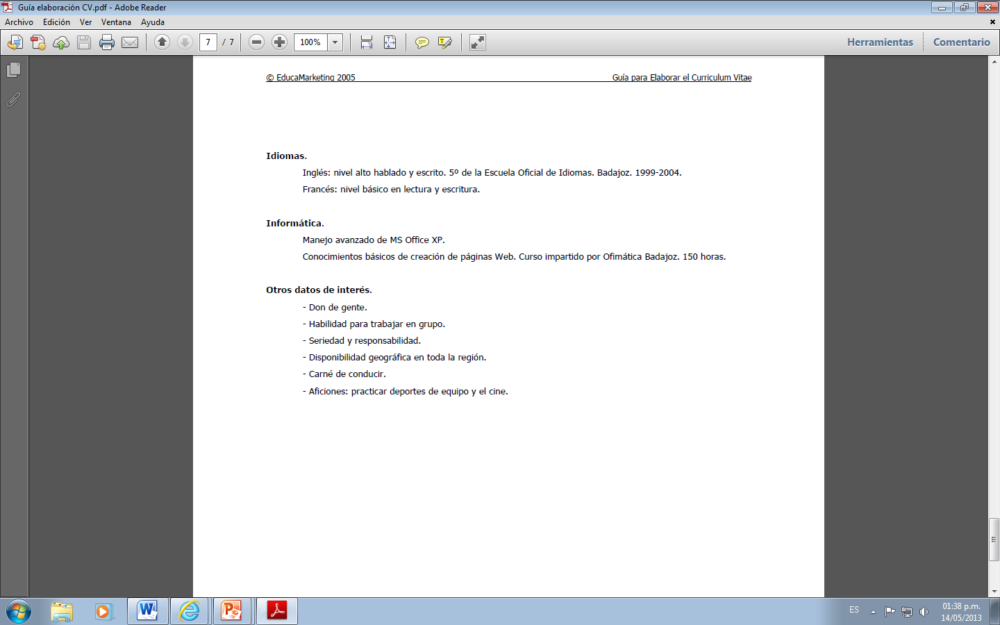 Guía elaboración CV.pdf - Adobe Reader
Archivo Edición Ver Ventana Ayuda
7 / 7 100% Herramientas Comentario
© EducaMarketing 2005 Guía para Elaborar el Curriculum Vitae
Idiomas.
Inglés: nivel alto hablado y escrito. 5º de la Escuela Oficial de Idiomas. Badajoz. 1999-2004.
Francés: nivel básico en lectura y escritura.
Informática.
Manejo avanzado de MS Office XP.
Conocimientos básicos de creación de páginas Web. Curso impartido por Ofimática Badajoz. 150 horas.
Otros datos de interés.
- Don de gente.
- Habilidad para trabajar en grupo.
- Seriedad y responsabilidad.
- Disponibilidad geográfica en toda la región.
- Carné de conducir.
- Aficiones: practicar deportes de equipo y el cine.
ES 01:38 p.m.
14/05/2013